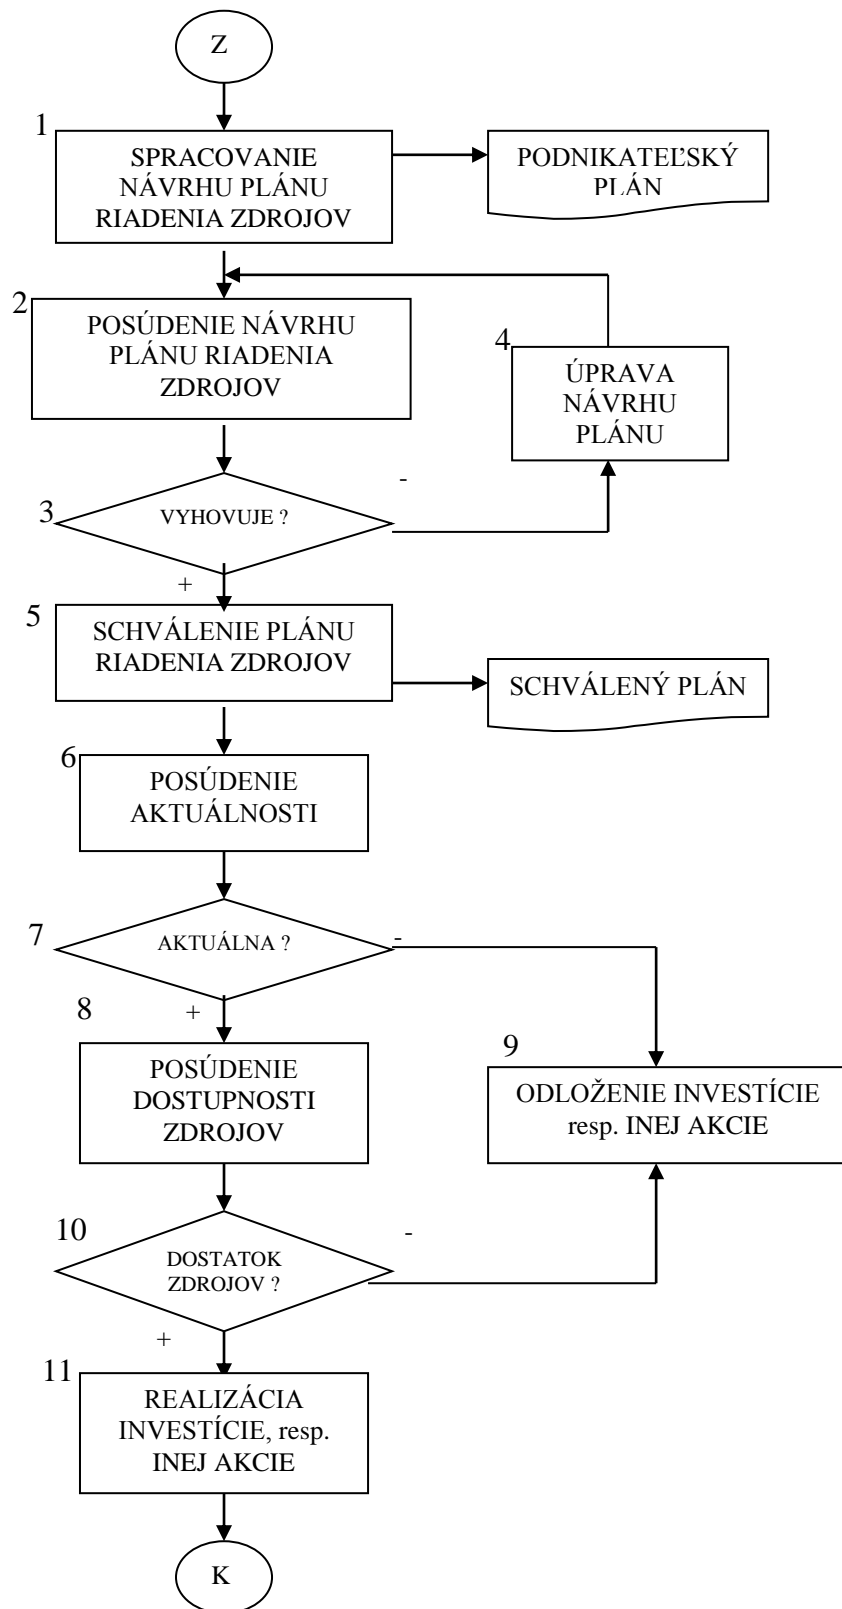 Z
1
SPRACOVANIE
NÁVRHU PLÁNU
RIADENIA ZDROJOV
PODNIKATEĽSKÝ
PLÁN
2
POSÚDENIE NÁVRHU
PLÁNU RIADENIA
ZDROJOV
4
ÚPRAVA
NÁVRHU
PLÁNU
3
VYHOVUJE ?
-
+
5
SCHVÁLENIE PLÁNU
RIADENIA ZDROJOV
SCHVÁLENÝ PLÁN
6
POSÚDENIE
AKTUÁLNOSTI
7
AKTUÁLNA ?
-
+
8
POSÚDENIE
DOSTUPNOSTI
ZDROJOV
9
ODLOŽENIE INVESTÍCIE
resp. INEJ AKCIE
10
DOSTATOK
ZDROJOV ?
-
+
11
REALIZÁCIA
INVESTÍCIE, resp.
INEJ AKCIE
K